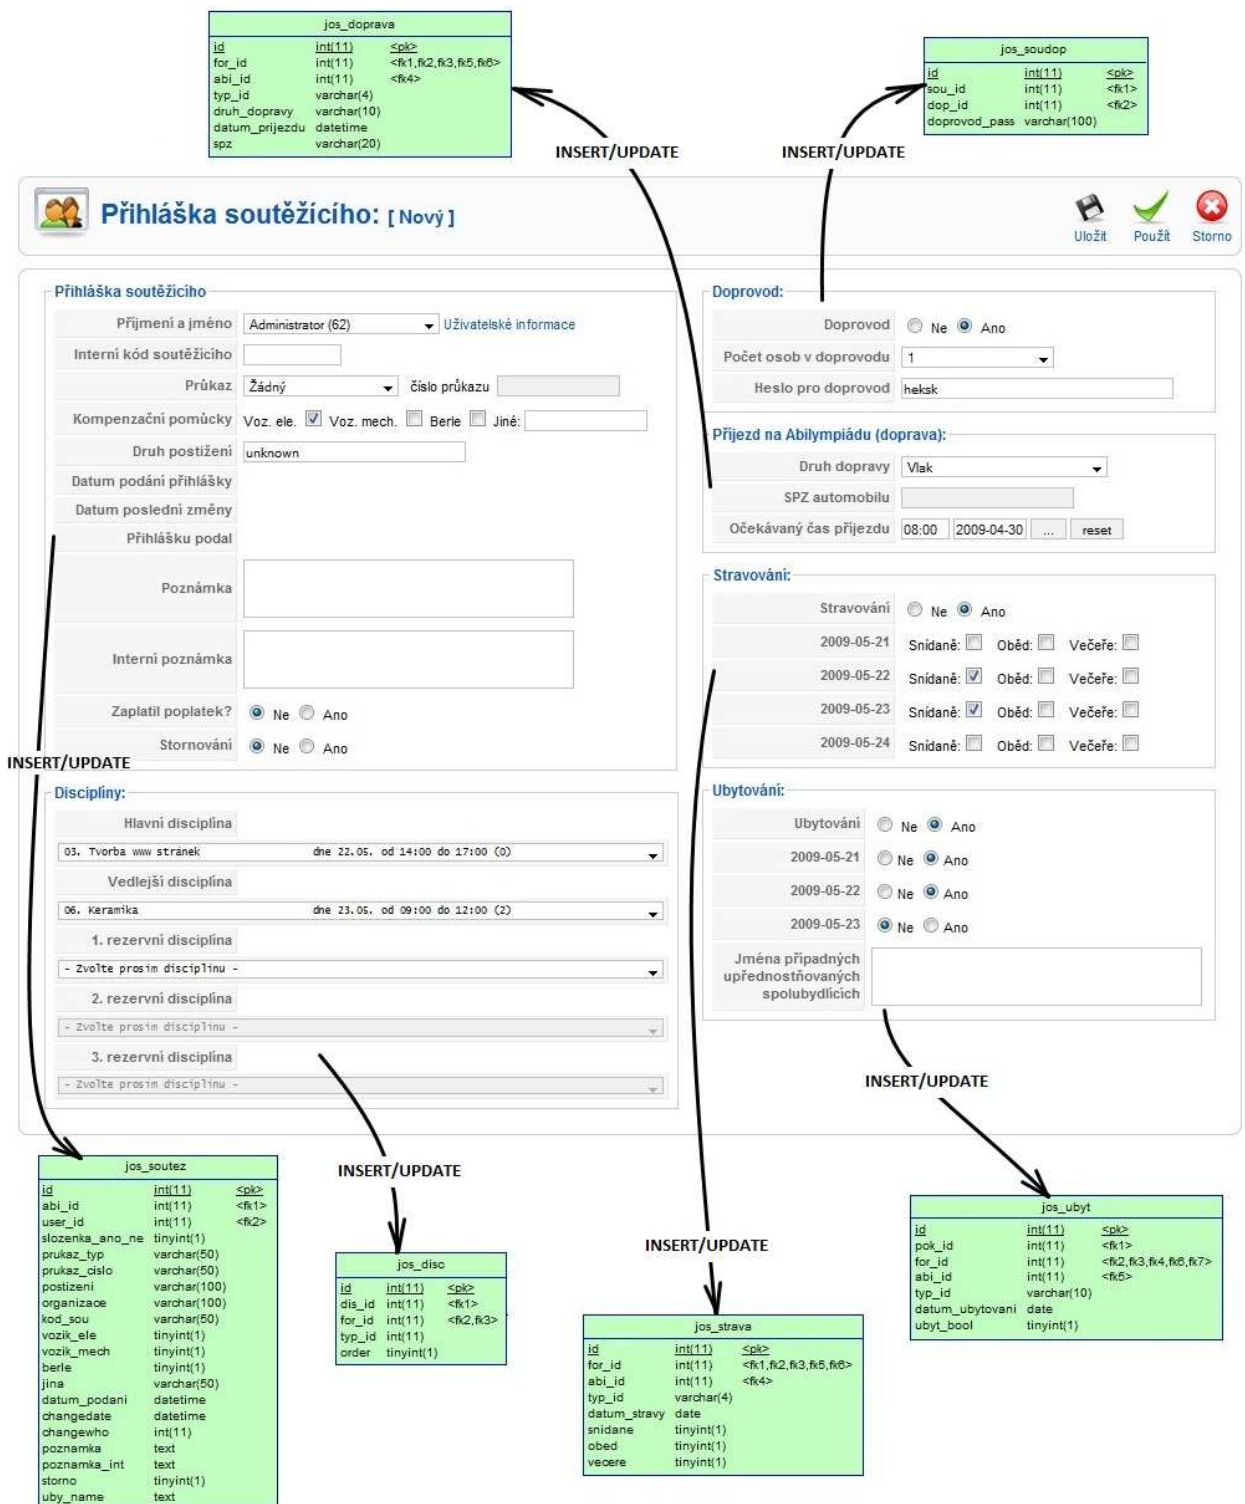 jos_doprava
id int(11) <pk>
for_id int(11) <fk1,fk2,fk3,fk5,fk6>
abi_id int(11) <fk4>
typ_id varchar(4)
druh_dopravy varchar(10)
datum_prijezdu datetime
spz varchar(20)
jos_soudop
id int(11) <pk>
sou_id int(11) <fk1>
dop_id int(11) <fk2>
doprovod_pass varchar(100)
INSERT/UPDATE
INSERT/UPDATE
Přihláška soutěžícího: [ Nový ]
Uložit Použít Storno
Přihláška soutěžícího
Příjmení a jméno Administrator (62) Uživatelské informace
Interní kód soutěžícího
Průkaz Žádný číslo průkazu
Kompenzační pomůcky Voz. ele. Voz. mech. Berle Jiné:
Druh postižení unknown
Datum podání přihlášky
Datum poslední změny
Přihlášku podal
Poznámka
Interní poznámka
Zaplatil poplatek? Ne Ano
Stornování Ne Ano
INSERT/UPDATE
Disciplíny:
Hlavní disciplína
03. Tvorba www stránek dne 22.05. od 14:00 do 17:00 (0)
Vedlejší disciplína
06. Keramika dne 23.05. od 09:00 do 12:00 (2)
1. rezervní disciplína
- Zvolte prosím disciplínu -
2. rezervní disciplína
- Zvolte prosím disciplínu -
3. rezervní disciplína
- Zvolte prosím disciplínu -
Doprovod:
Doprovod Ne Ano
Počet osob v doprovodu 1
Heslo pro doprovod heksk
Příjezd na Abilympiádu (doprava):
Druh dopravy Vlak
SPZ automobilu
Očekávaný čas příjezdu 08:00 2009-04-30 ... reset
Stravování:
Stravování Ne Ano
2009-05-21 Snídaně: Oběd: Večeře:
2009-05-22 Snídaně: Oběd: Večeře:
2009-05-23 Snídaně: Oběd: Večeře:
2009-05-24 Snídaně: Oběd: Večeře:
Ubytování:
Ubytování Ne Ano
2009-05-21 Ne Ano
2009-05-22 Ne Ano
2009-05-23 Ne Ano
Jména případných
upřednostňovaných
spolubydlících
INSERT/UPDATE
INSERT/UPDATE
INSERT/UPDATE
jos_soutez
id int(11) <pk>
abi_id int(11) <fk1>
user_id int(11) <fk2>
slozenka_ano_ne tinyint(1)
prukaz_typ varchar(50)
prukaz_cislo varchar(50)
postizeni varchar(100)
organizace varchar(100)
kod_sou varchar(50)
vozik_ele tinyint(1)
vozik_mech tinyint(1)
berle tinyint(1)
jina varchar(50)
datum_podani datetime
changedate datetime
changewho int(11)
poznamka text
poznamka_int text
storno tinyint(1)
uby_name text
jos_disc
id int(11) <pk>
dis_id int(11) <fk1>
for_id int(11) <fk2,fk3>
typ_id int(11)
order tinyint(1)
jos_strava
id int(11) <pk>
for_id int(11) <fk1,fk2,fk3,fk5,fk6>
abi_id int(11) <fk4>
typ_id varchar(4)
datum_stravy date
snidane tinyint(1)
obed tinyint(1)
vecere tinyint(1)
jos_ubyt
id int(11) <pk>
pok_id int(11) <fk1>
for_id int(11) <fk2,fk3,fk4,fk6,fk7>
abi_id int(11) <fk5>
typ_id varchar(10)
datum_ubytovani date
ubyt_bool tinyint(1)